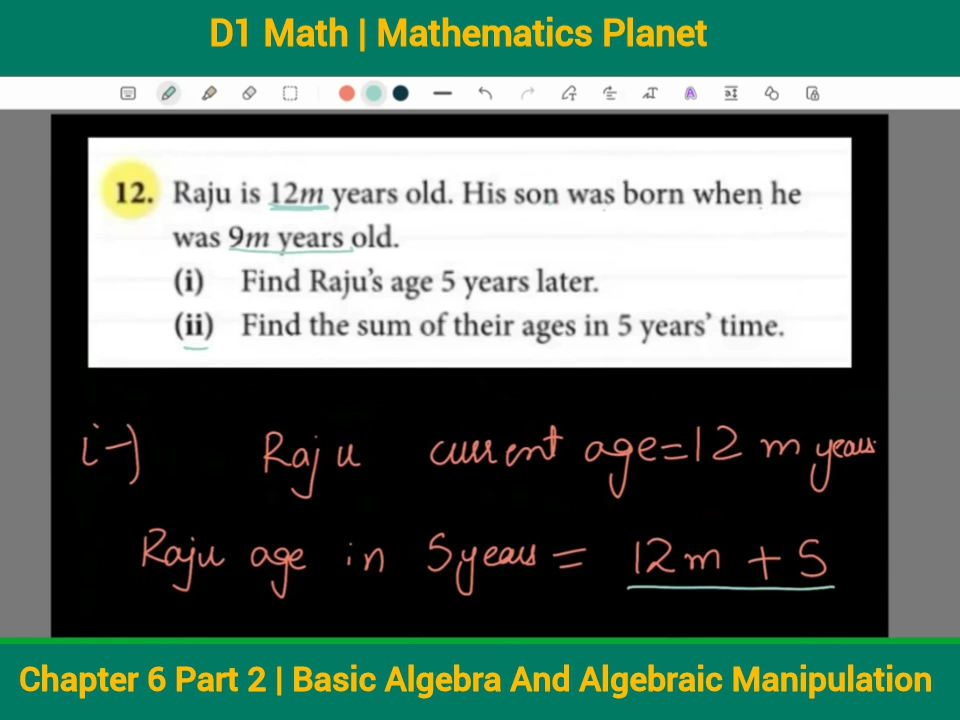 D1 Math | Mathematics Planet
12. Raju is 12m years old. His son was born when he
was 9m years old.
(i) Find Raju's age 5 years later.
(ii) Find the sum of their ages in 5 years' time.
i-) Raju current age = 12 m years
Raju age in 5 years = 12m + 5
Chapter 6 Part 2 | Basic Algebra And Algebraic Manipulation